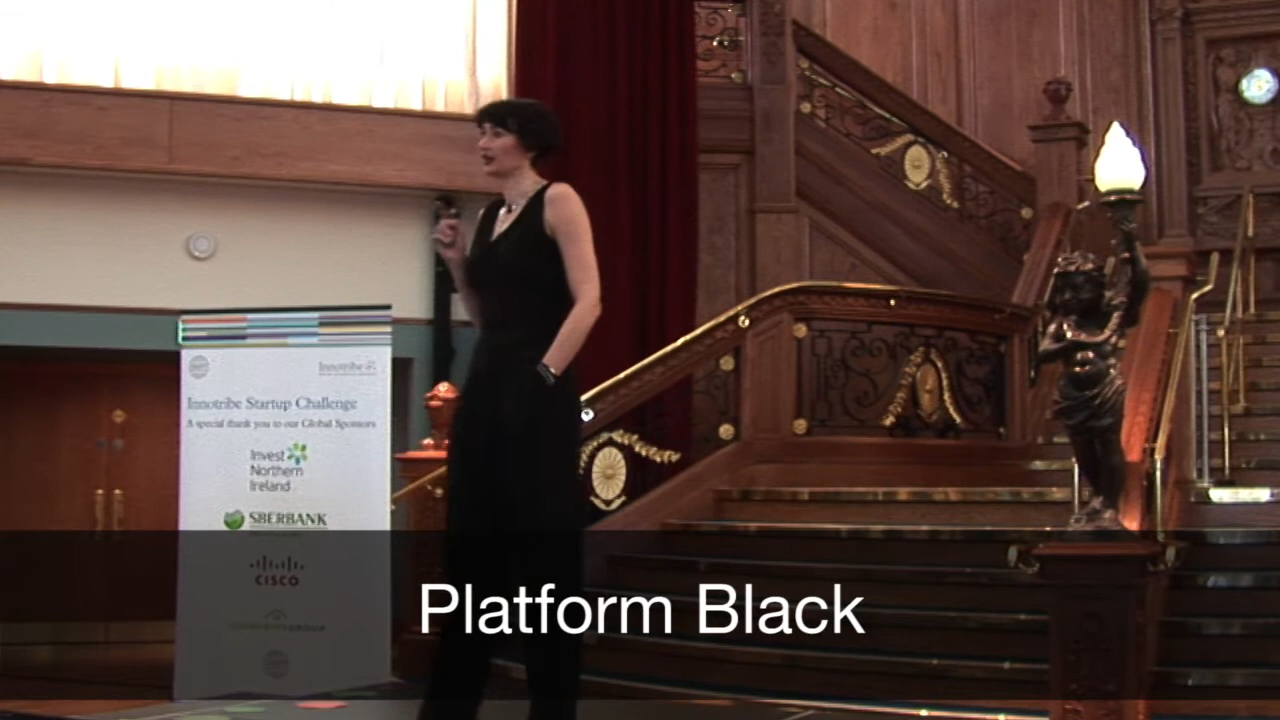 Innotribe
Innotribe Startup Challenge
A special thank you to our Global Sponsors
Invest
Northern
Ireland
SBERBANK
CISCO
Platform Black